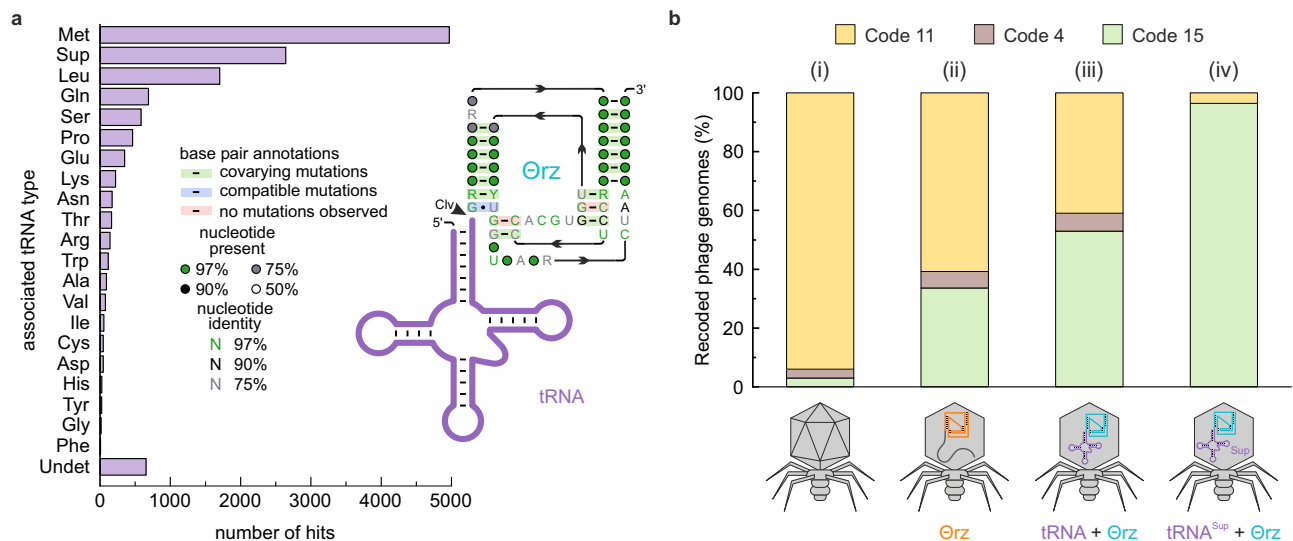 a
associated tRNA type
Met
Sup
Leu
Gln
Ser
Pro
Glu
Lys
Asn
Thr
Arg
Trp
Ala
Val
Ile
Cys
Asp
His
Tyr
Gly
Phe
Undet
0 1000 2000 3000 4000 5000
number of hits
base pair annotations
covarying mutations
compatible mutations
no mutations observed
nucleotide
present
97% 75%
90% 50%
nucleotide
identity
N 97%
N 90%
N 75%
3'
R
Θrz
R Y U R A
G U G C A
Clv
5'
G C A C G U G C U
G C U C
U A R
tRNA
b
Code 11 Code 4 Code 15
(i) (ii) (iii) (iv)
Recoded phage genomes (%)
100
80
60
40
20
0
Sup
Θrz tRNA + Θrz tRNA^Sup + Θrz